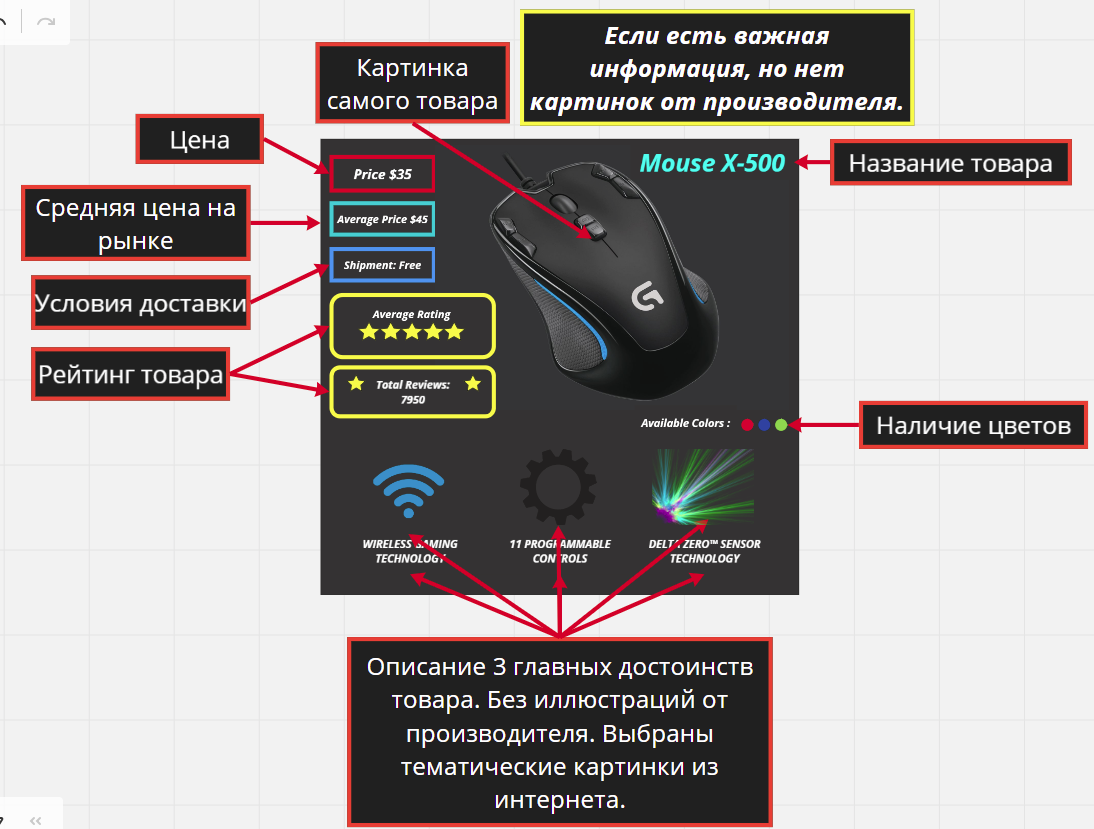 Если есть важная
информация, но нет
картинок от производителя.
Картинка
самого товара
Цена
Название товара
Mouse X-500
Price $35
Средняя цена на
рынке
Average Price $45
Условия доставки
Shipment: Free
Average Rating
Рейтинг товара
Total Reviews:
7950
Available Colors :
Наличие цветов
WIRELESS GAMING
TECHNOLOGY
11 PROGRAMMABLE
CONTROLS
DELTA ZERO™ SENSOR
TECHNOLOGY
Описание 3 главных достоинств
товара. Без иллюстраций от
производителя. Выбраны
тематические картинки из
интернета.